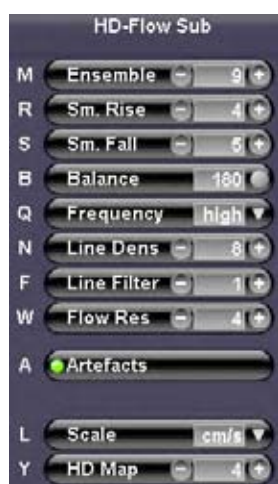 HD-Flow Sub
M Ensemble - 9 +
R Sm. Rise - 4 +
S Sm. Fall - 5 +
B Balance 180
Q Frequency high ▼
N Line Dens - 8 +
F Line Filter - 1 +
W Flow Res - 4 +
A Artefacts
L Scale cm/s ▼
Y HD Map - 4 +